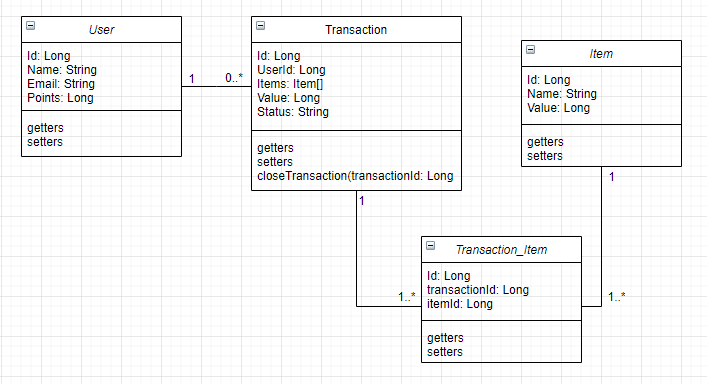 User
Id: Long
Name: String
Email: String
Points: Long
getters
setters
1
0..*
Transaction
Id: Long
UserId: Long
Items: Item[]
Value: Long
Status: String
getters
setters
closeTransaction(transactionId: Long
Item
Id: Long
Name: String
Value: Long
getters
setters
1
1
Transaction_Item
Id: Long
transactionId: Long
itemId: Long
getters
setters
1..*
1..*